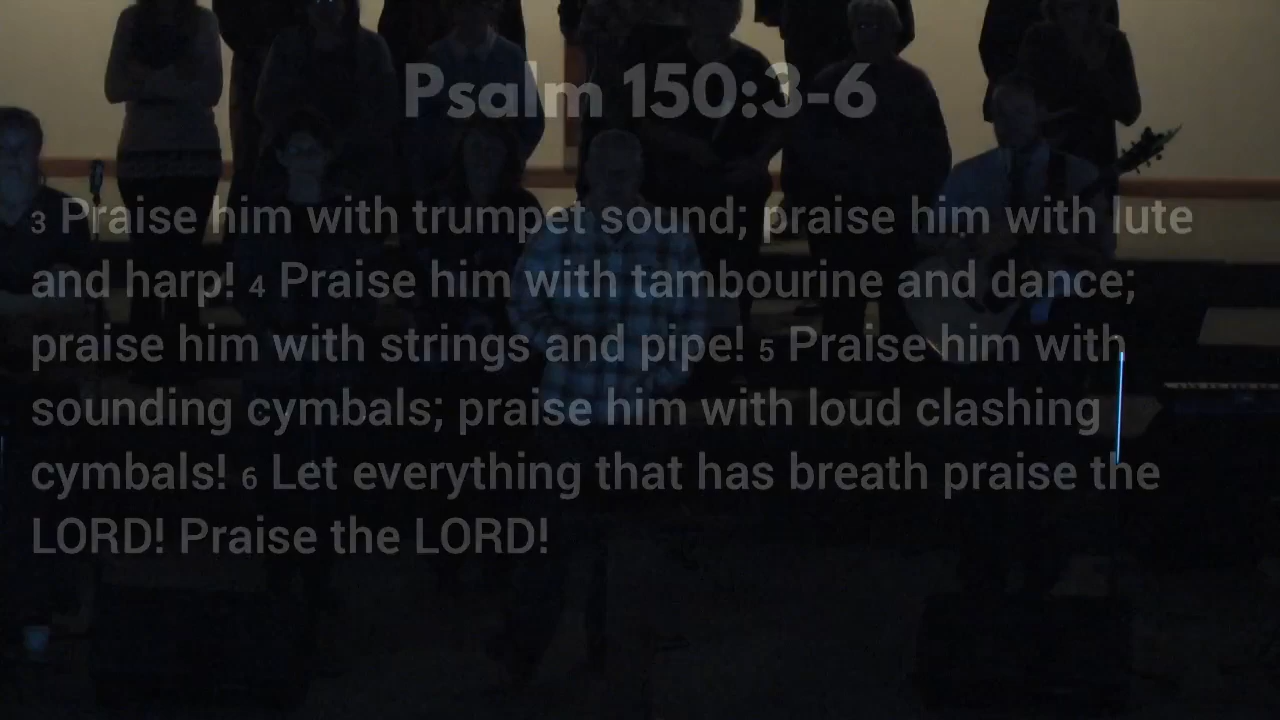 Psalm 150:3-6
3 Praise him with trumpet sound; praise him with lute
and harp! 4 Praise him with tambourine and dance;
praise him with strings and pipe! 5 Praise him with
sounding cymbals; praise him with loud clashing
cymbals! 6 Let everything that has breath praise the
LORD! Praise the LORD!